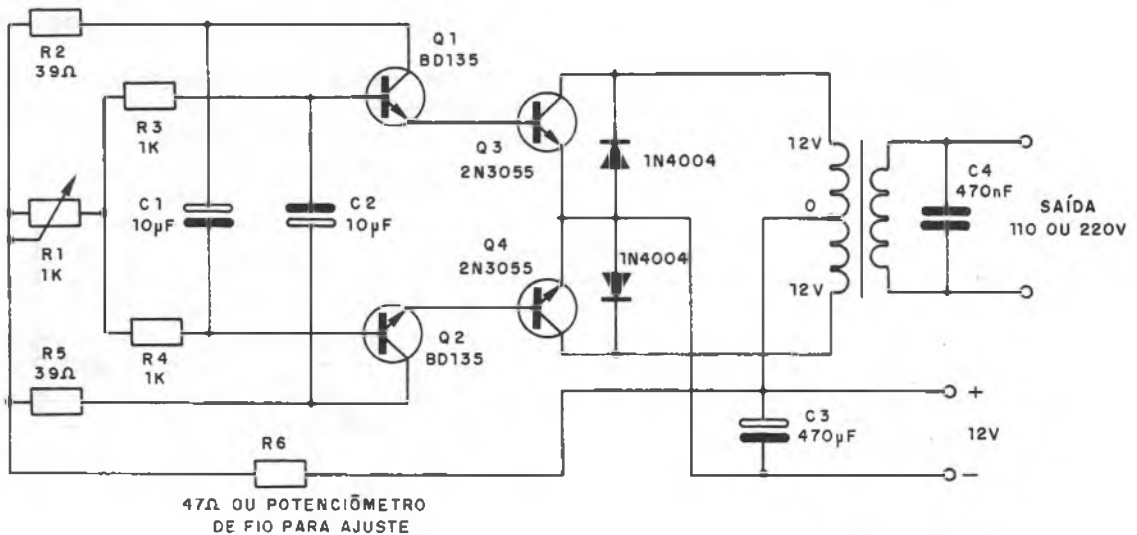 R2
39Ω
Q1
BD135
R3
1K
Q3
2N3055
1N4004
12V
0
12V
C4
470nF
SAÍDA
110 OU 220V
R1
1K
C1
10µF
C2
10µF
Q4
2N3055
1N4004
R4
1K
Q2
BD135
R5
39Ω
R6
47Ω OU POTENCIÔMETRO
DE FIO PARA AJUSTE
C3
470µF
+
12V
−